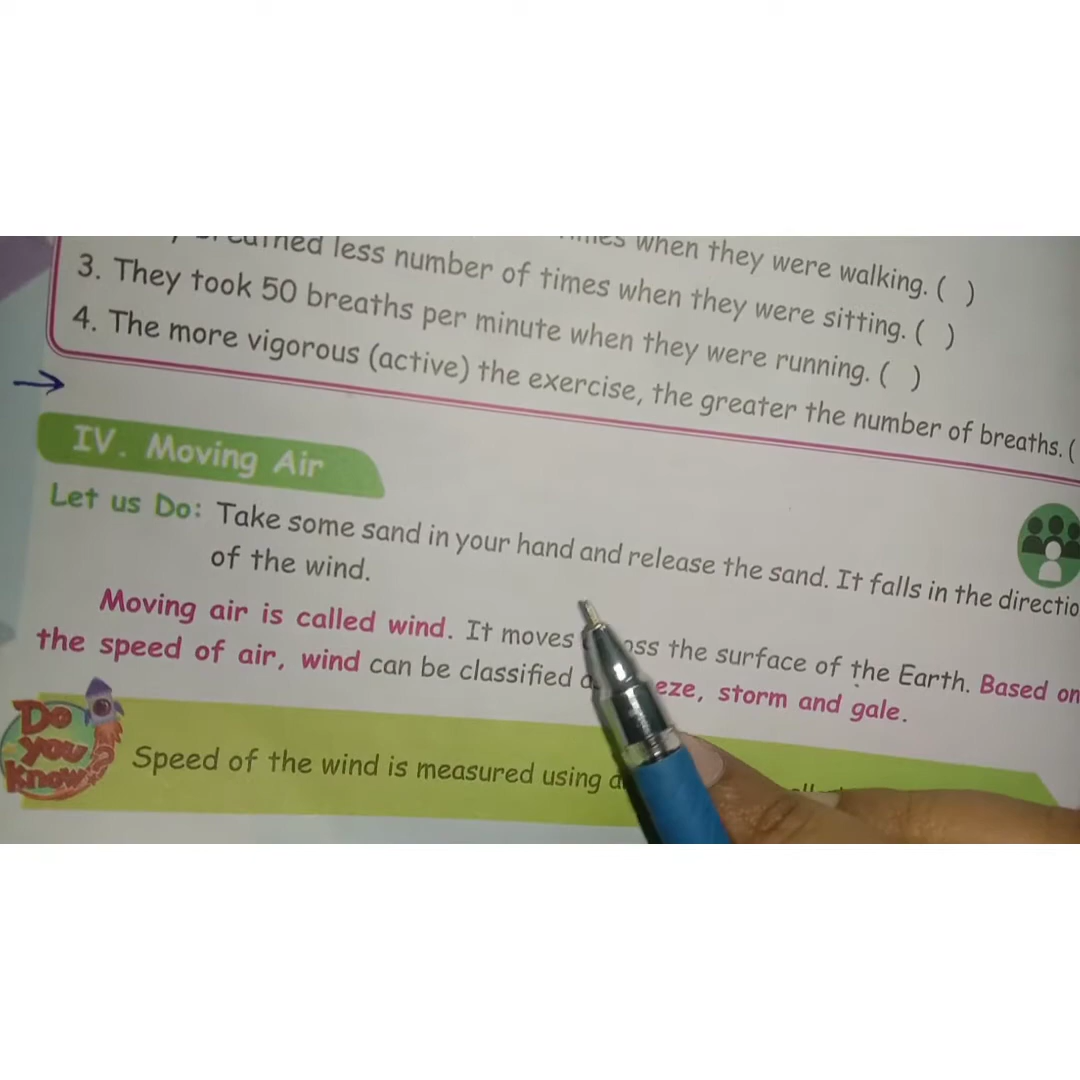 breathed less number of times when they were walking. ( )
times when they were sitting. ( )
3. They took 50 breaths per minute when they were running. ( )
4. The more vigorous (active) the exercise, the greater the number of breaths. (
IV. Moving Air
Let us Do: Take some sand in your hand and release the sand. It falls in the directio
of the wind.
Moving air is called wind. It moves the surface of the Earth. Based on
the speed of air, wind can be classified eze, storm and gale.
Do you know?
Speed of the wind is measured using